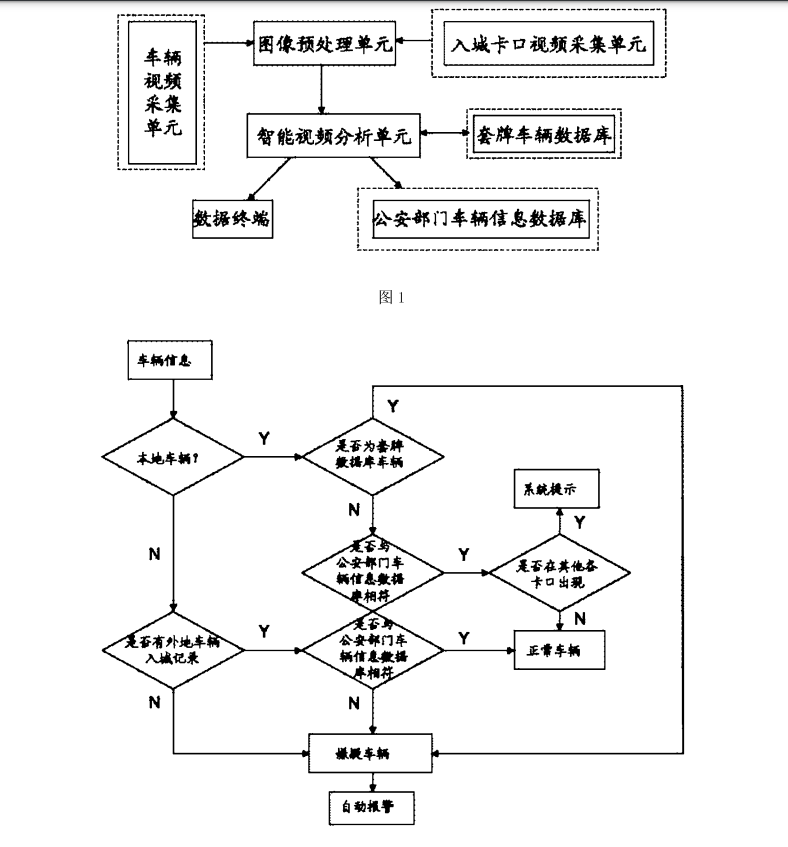 车辆
视频
采集
单元
图像预处理单元
入城卡口视频采集单元
智能视频分析单元
套牌车辆数据库
数据终端
公安部门车辆信息数据库
图1
车辆信息
Y
本地车辆？
Y
是否为套牌
数据库车辆
系统提示
N
Y
N
是否与
公安部门车
辆信息数据
库相符
Y
是否在其他各
卡口出现
N
是否有外地车辆
入城记录
Y
是否与
公安部门车
辆信息数据
库相符
Y
正常车辆
N
N
嫌疑车辆
自动报警